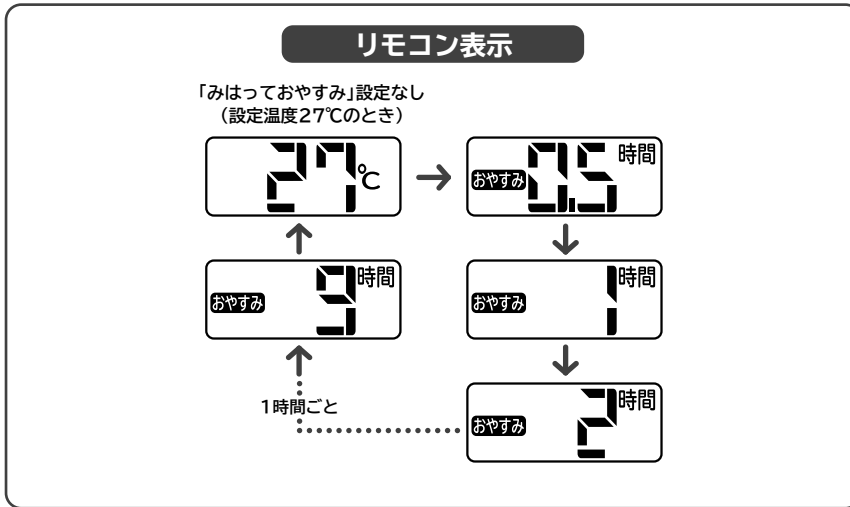 リモコン表示
「みはっておやすみ」設定なし
（設定温度27℃のとき）
27℃
おやすみ 0.5 時間
おやすみ 9 時間
おやすみ 1 時間
1時間ごと
おやすみ 2 時間